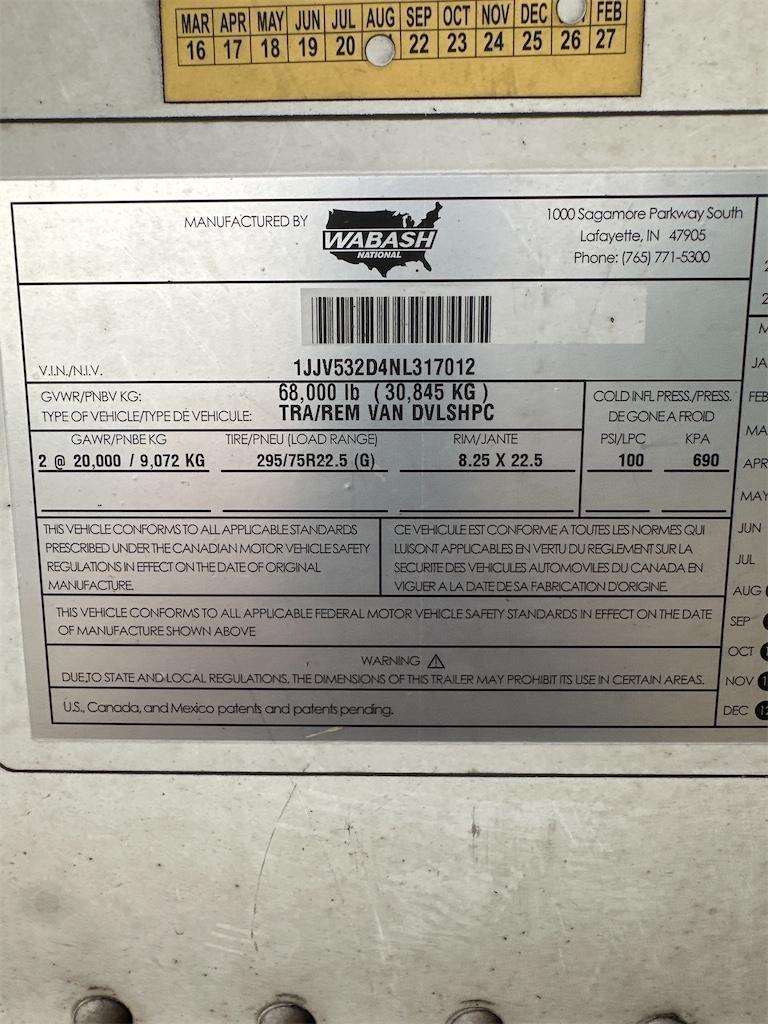 MAR APR MAY JUN JUL AUG SEP OCT NOV DEC FEB
16 17 18 19 20 22 23 24 25 26 27
MANUFACTURED BY
WABASH
NATIONAL
1000 Sagamore Parkway South
Lafayette, IN 47905
Phone: (765) 771-5300
V.I.N./N.I.V. 1JJV532D4NL317012
GVWR/PNBV KG: 68,000 lb ( 30,845 KG )
TYPE OF VEHICLE/TYPE DE VEHICULE: TRA/REM VAN DVLSHPC
COLD INFL PRESS./PRESS.
DE GONE A FROID
GAWR/PNBE KG TIRE/PNEU (LOAD RANGE) RIM/JANTE PSI/LPC KPA
2 @ 20,000 / 9,072 KG 295/75R22.5 (G) 8.25 X 22.5 100 690
THIS VEHICLE CONFORMS TO ALL APPLICABLE STANDARDS
PRESCRIBED UNDER THE CANADIAN MOTOR VEHICLE SAFETY
REGULATIONS IN EFFECT ON THE DATE OF ORIGINAL
MANUFACTURE.
CE VEHICULE EST CONFORME A TOUTES LES NORMES QUI
LUI SONT APPLICABLES EN VERTU DU REGLEMENT SUR LA
SECURITE DES VEHICULES AUTOMOVILES DU CANADA EN
VIGUER A LA DATE DE SA FABRICATION D'ORIGINE.
THIS VEHICLE CONFORMS TO ALL APPLICABLE FEDERAL MOTOR VEHICLE SAFETY STANDARDS IN EFFECT ON THE DATE
OF MANUFACTURE SHOWN ABOVE
WARNING
DUE TO STATE AND LOCAL REGULATIONS, THE DIMENSIONS OF THIS TRAILER MAY PROHIBIT ITS USE IN CERTAIN AREAS.
U.S., Canada, and Mexico patents and patents pending.
FEB
APR
MAY
JUN
JUL
AUG
SEP
OCT
NOV
DEC